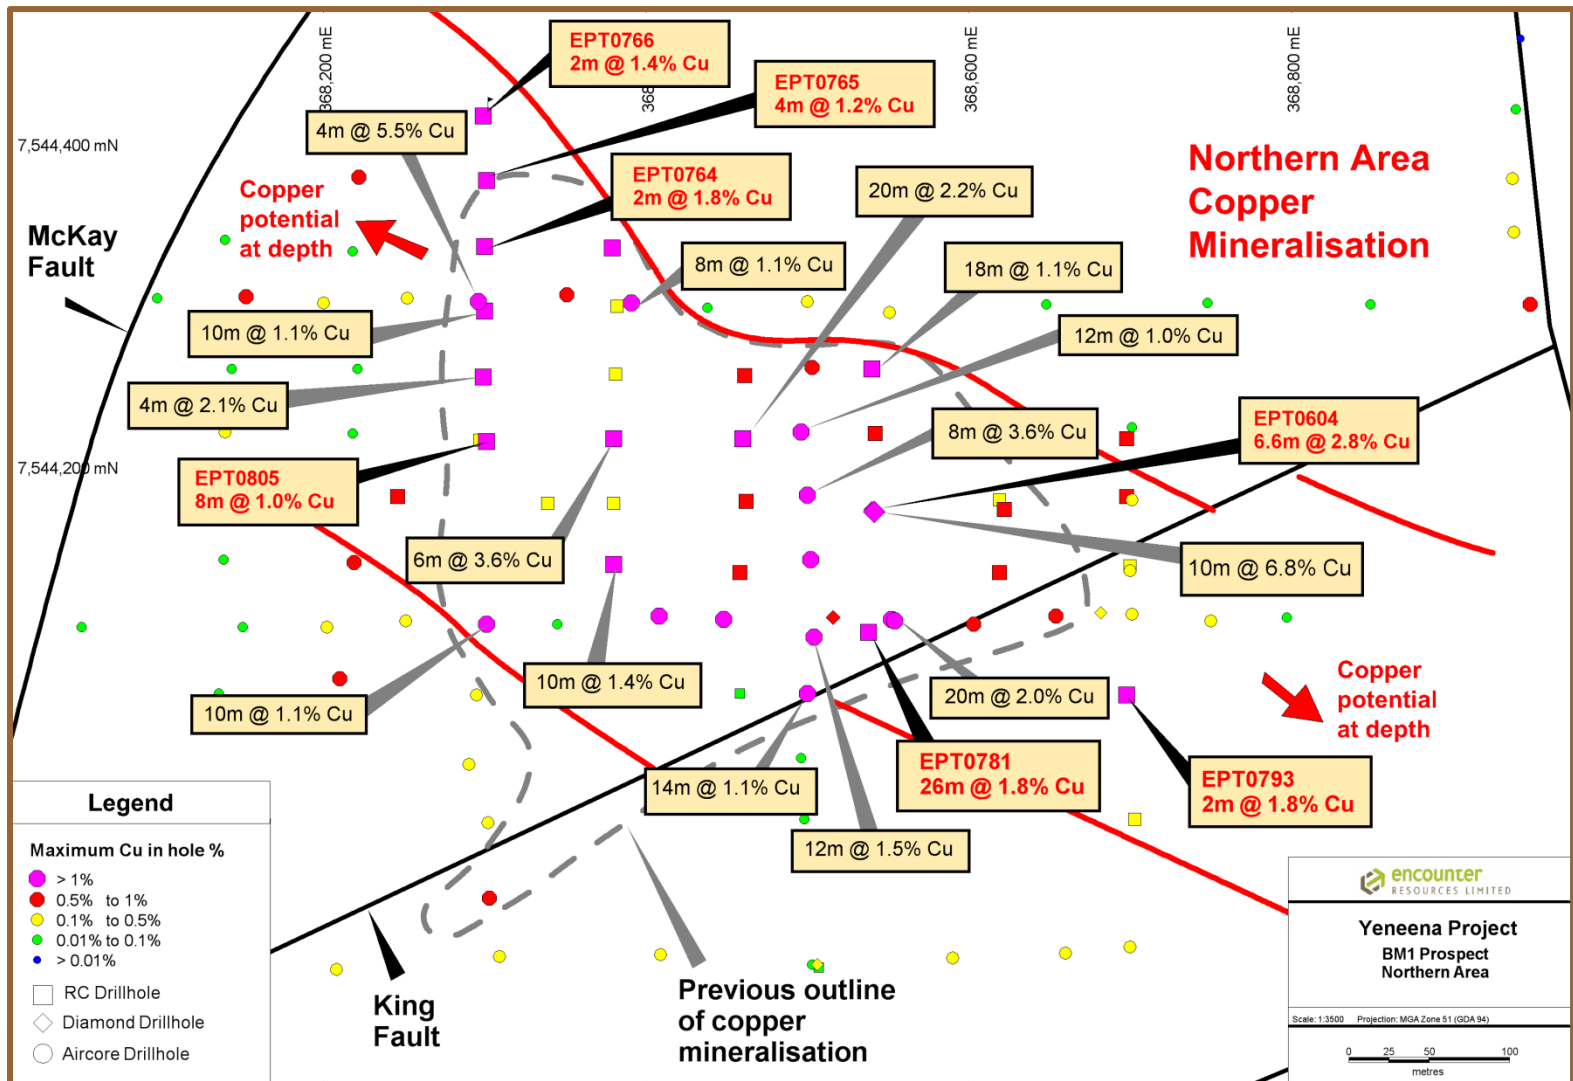 368,200 mE
368
368,600 mE
368,800 mE
7,544,400 mN
7,544,200 mN
EPT0766
2m @ 1.4% Cu
EPT0765
4m @ 1.2% Cu
4m @ 5.5% Cu
EPT0764
2m @ 1.8% Cu
20m @ 2.2% Cu
Northern Area
Copper
Mineralisation
Copper
potential
at depth
McKay
Fault
8m @ 1.1% Cu
18m @ 1.1% Cu
10m @ 1.1% Cu
12m @ 1.0% Cu
4m @ 2.1% Cu
8m @ 3.6% Cu
EPT0604
6.6m @ 2.8% Cu
EPT0805
8m @ 1.0% Cu
6m @ 3.6% Cu
10m @ 6.8% Cu
10m @ 1.4% Cu
10m @ 1.1% Cu
20m @ 2.0% Cu
Copper
potential
at depth
EPT0781
26m @ 1.8% Cu
EPT0793
2m @ 1.8% Cu
14m @ 1.1% Cu
12m @ 1.5% Cu
King
Fault
Previous outline
of copper
mineralisation
Legend
Maximum Cu in hole %
> 1%
0.5% to 1%
0.1% to 0.5%
0.01% to 0.1%
> 0.01%
RC Drillhole
Diamond Drillhole
Aircore Drillhole
encounter
RESOURCES LIMITED
Yeneena Project
BM1 Prospect
Northern Area
Scale: 1:3500 Projection: MGA Zone 51 (GDA 94)
0 25 50 100
metres